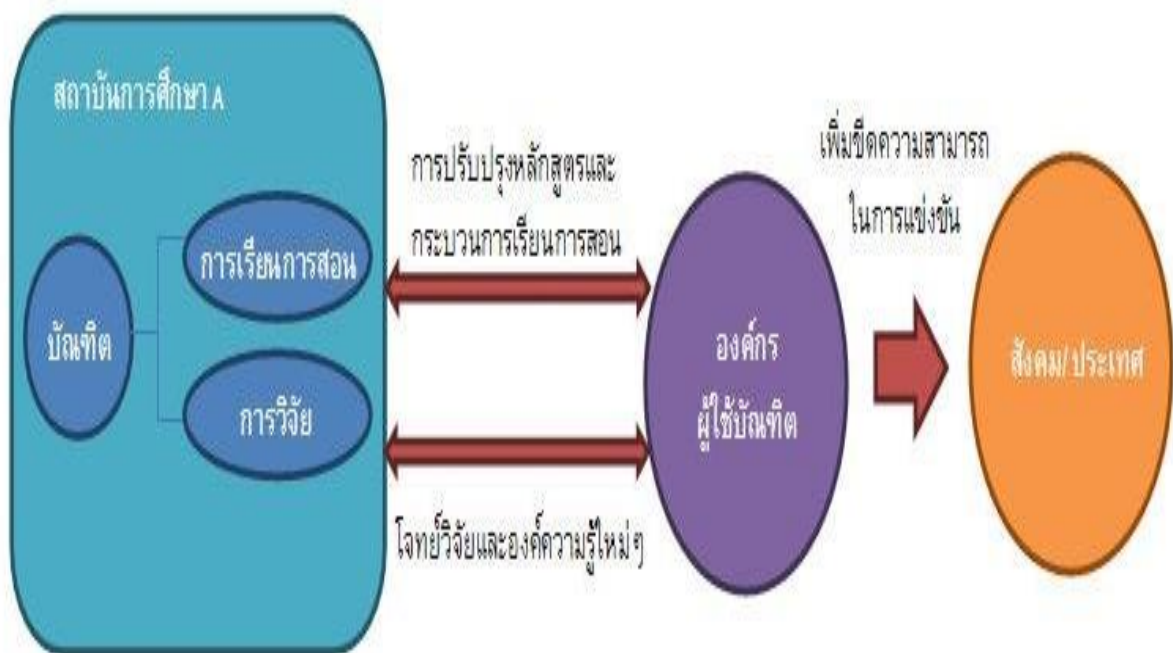 สถาบันการศึกษา A
การเรียนการสอน
บัณฑิต
การวิจัย
การปรับปรุงหลักสูตรและ
กระบวนการเรียนการสอน
โจทย์วิจัยและองค์ความรู้ใหม่ๆ
องค์กร
ผู้ใช้บัณฑิต
เพิ่มขีดความสามารถ
ในการแข่งขัน
สังคม/ประเทศ